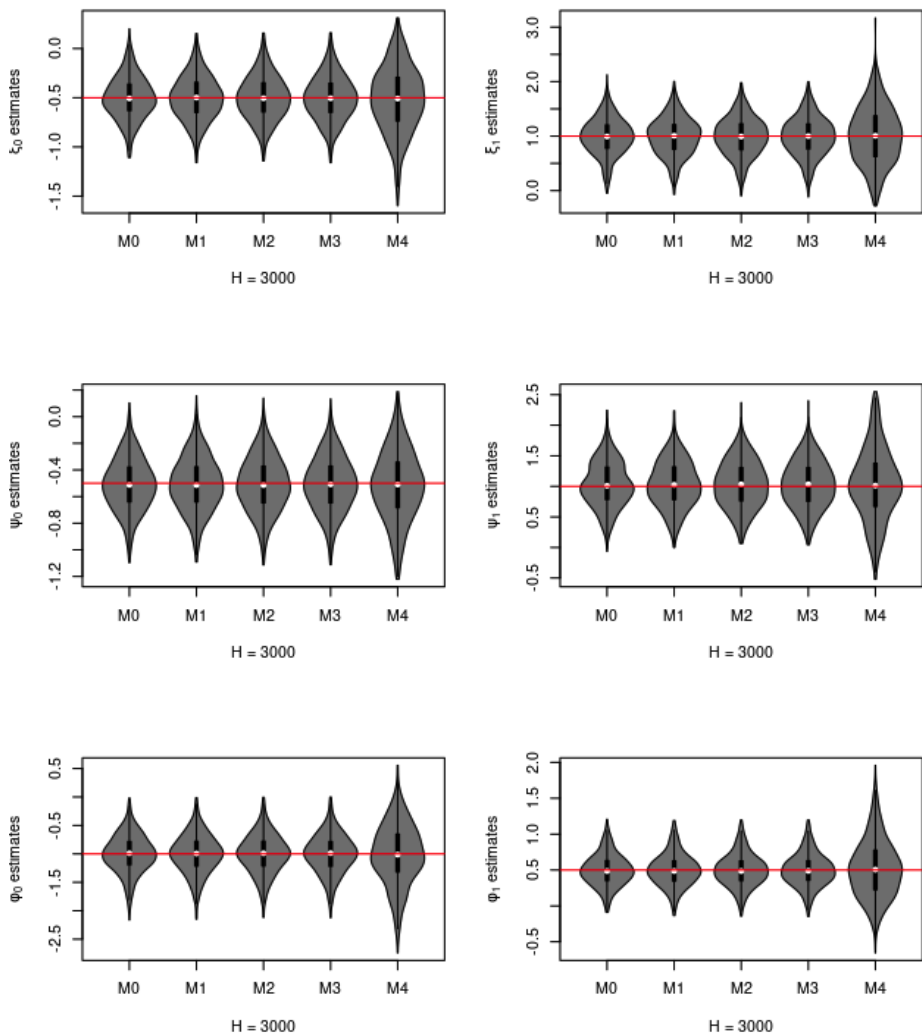 ξ0 estimates
0.0
-0.5
-1.0
-1.5
M0 M1 M2 M3 M4
H = 3000
ξ1 estimates
3.0
2.0
1.0
0.0
M0 M1 M2 M3 M4
H = 3000
ψ0 estimates
0.0
-0.4
-0.8
-1.2
M0 M1 M2 M3 M4
H = 3000
ψ1 estimates
2.5
1.5
0.5
-0.5
M0 M1 M2 M3 M4
H = 3000
φ0 estimates
0.5
-0.5
-1.5
-2.5
M0 M1 M2 M3 M4
H = 3000
φ1 estimates
2.0
1.5
1.0
0.5
-0.5
M0 M1 M2 M3 M4
H = 3000